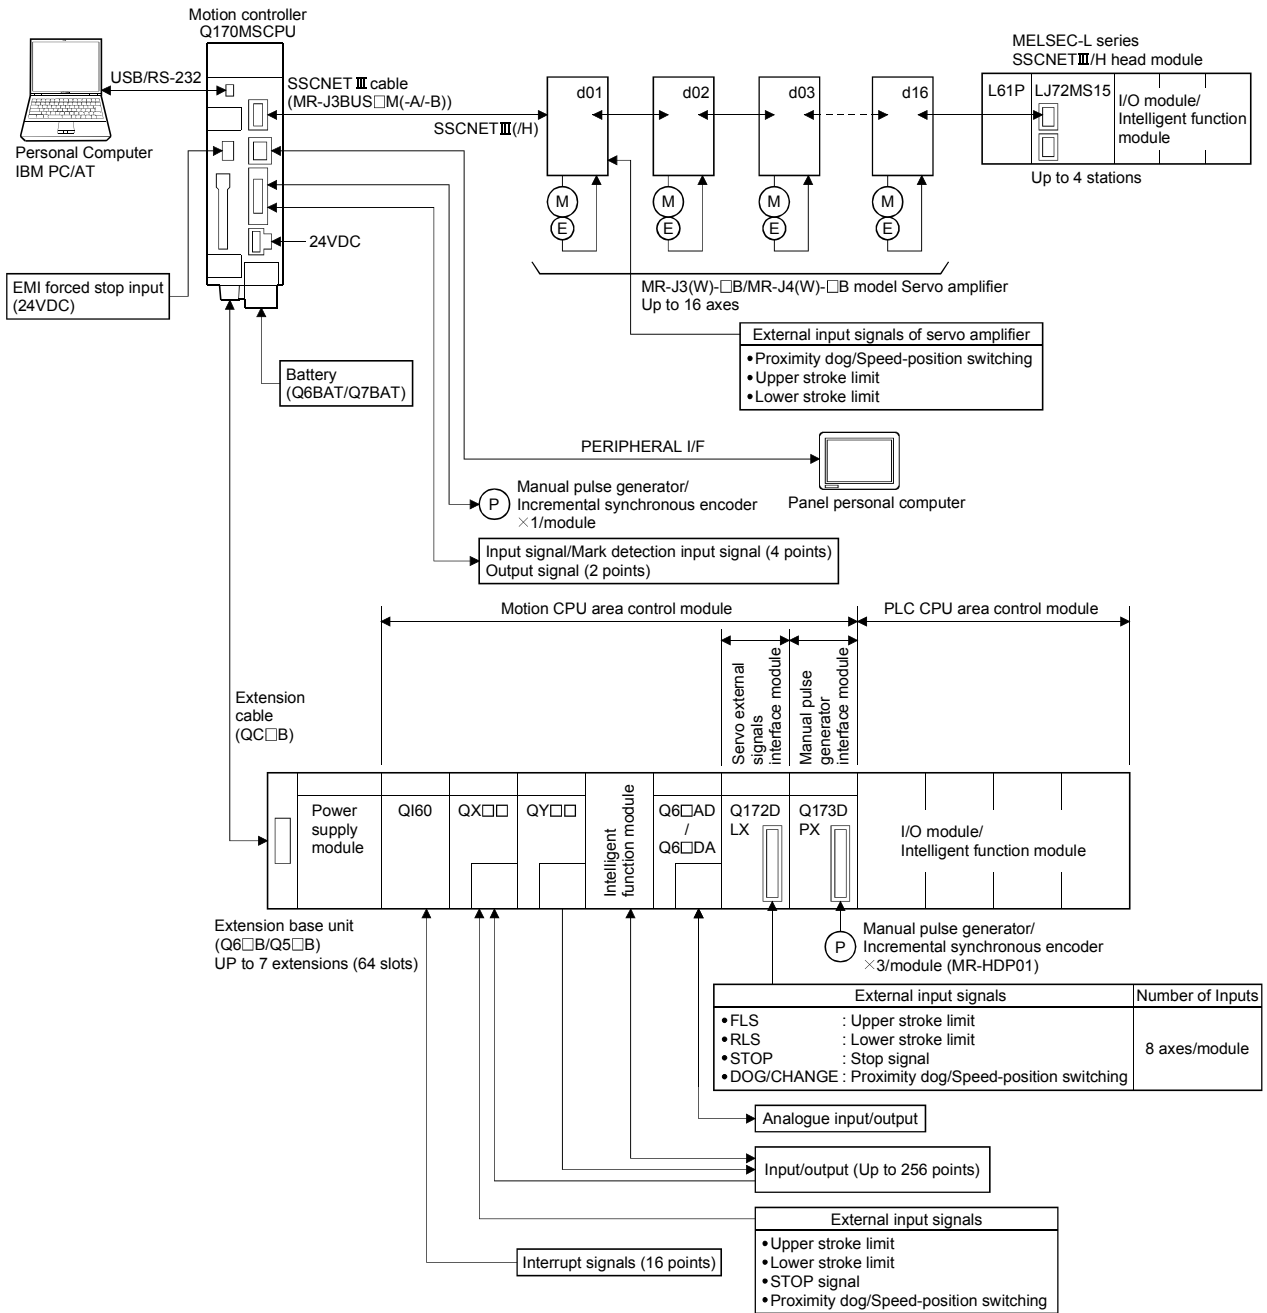 Motion controller
Q170MSCPU
USB/RS-232
SSCNETⅢ cable
(MR-J3BUS□M(-A/-B))
SSCNETⅢ(/H)
Personal Computer
IBM PC/AT
24VDC
EMI forced stop input
(24VDC)
Battery
(Q6BAT/Q7BAT)
d01
d02
d03
d16
M
E
M
E
M
E
M
E
MELSEC-L series
SSCNETⅢ/H head module
L61P
LJ72MS15
I/O module/
Intelligent function
module
Up to 4 stations
MR-J3(W)-□B/MR-J4(W)-□B model Servo amplifier
Up to 16 axes
External input signals of servo amplifier
•Proximity dog/Speed-position switching
•Upper stroke limit
•Lower stroke limit
PERIPHERAL I/F
Panel personal computer
P
Manual pulse generator/
Incremental synchronous encoder
×1/module
Input signal/Mark detection input signal (4 points)
Output signal (2 points)
Motion CPU area control module
PLC CPU area control module
Servo external
signals
interface module
Manual pulse
generator
interface module
Extension
cable
(QC□B)
Power
supply
module
QI60
QX□□
QY□□
Intelligent
function module
Q6□AD
/
Q6□DA
Q172D
LX
Q173D
PX
I/O module/
Intelligent function module
Extension base unit
(Q6□B/Q5□B)
UP to 7 extensions (64 slots)
P
Manual pulse generator/
Incremental synchronous encoder
×3/module (MR-HDP01)
External input signals
Number of Inputs
•FLS : Upper stroke limit
•RLS : Lower stroke limit
•STOP : Stop signal
•DOG/CHANGE : Proximity dog/Speed-position switching
8 axes/module
Analogue input/output
Input/output (Up to 256 points)
External input signals
•Upper stroke limit
•Lower stroke limit
•STOP signal
•Proximity dog/Speed-position switching
Interrupt signals (16 points)